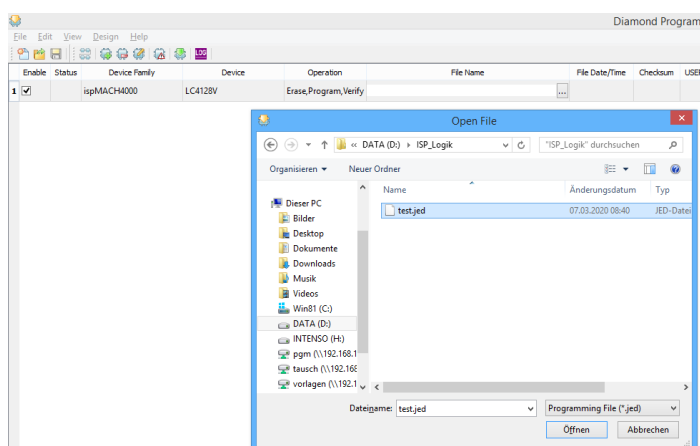 Diamond Program
File Edit View Design Help
LOG
Enable Status Device Family Device Operation File Name File Date/Time Checksum USE
1 ispMACH4000 LC4128V Erase,Program,Verify ...
Open File
« DATA (D:) ISP_Logik "ISP_Logik" durchsuchen
Organisieren Neuer Ordner
Name Änderungsdatum Typ
test.jed 07.03.2020 08:40 JED-Datei
Dieser PC
Bilder
Desktop
Dokumente
Downloads
Musik
Videos
Win81 (C:)
DATA (D:)
INTENSO (H:)
pgm (\\192.168.1
tausch (\\192.168
vorlagen (\\192.1
Dateiname: test.jed Programming File (*.jed)
Öffnen Abbrechen